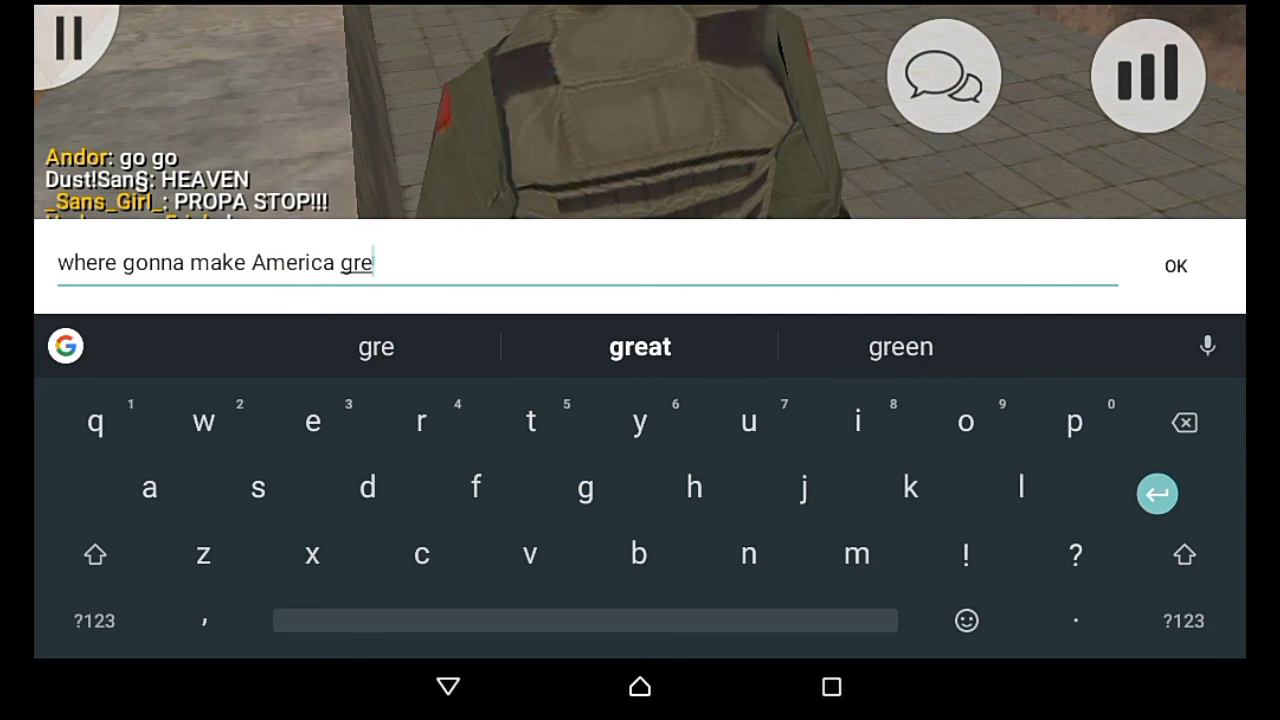 Andor: go go
Dust!San§: HEAVEN
_Sans_Girl_: PROPA STOP!!!
where gonna make America gre
OK
gre great green
q 1 w 2 e 3 r 4 t 5 y 6 u 7 i 8 o 9 p 0
a s d f g h j k l
z x c v b n m ! ?
?123 , . ?123